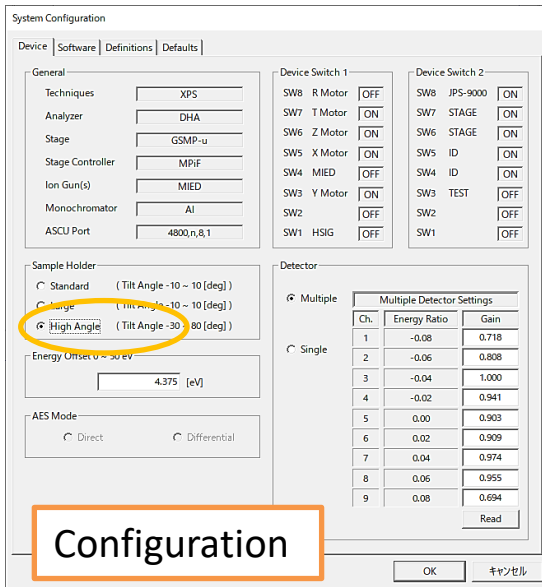 System Configuration
Device Software Definitions Defaults
General
Techniques XPS
Analyzer DHA
Stage GSMP-u
Stage Controller MPiF
Ion Gun(s) MIED
Monochromator Al
ASCU Port 4800,n,8,1
Device Switch 1
SW8 R Motor OFF
SW7 T Motor ON
SW6 Z Motor ON
SW5 X Motor ON
SW4 MIED OFF
SW3 Y Motor ON
SW2 OFF
SW1 HSIG OFF
Device Switch 2
SW8 JPS-9000 ON
SW7 STAGE ON
SW6 STAGE ON
SW5 ID ON
SW4 ID ON
SW3 TEST OFF
SW2 OFF
SW1 OFF
Sample Holder
Standard ( Tilt Angle -10 ~ 10 [deg] )
Large ( Tilt Angle -10 ~ 10 [deg] )
High Angle ( Tilt Angle -30 ~ 80 [deg] )
Energy Offset 0 ~ 50 eV
4.375 [eV]
AES Mode
Direct Differential
Detector
Multiple
Single
Multiple Detector Settings
Ch. Energy Ratio Gain
1 -0.08 0.718
2 -0.06 0.808
3 -0.04 1.000
4 -0.02 0.941
5 0.00 0.903
6 0.02 0.909
7 0.04 0.974
8 0.06 0.955
9 0.08 0.694
Read
Configuration
OK キャンセル